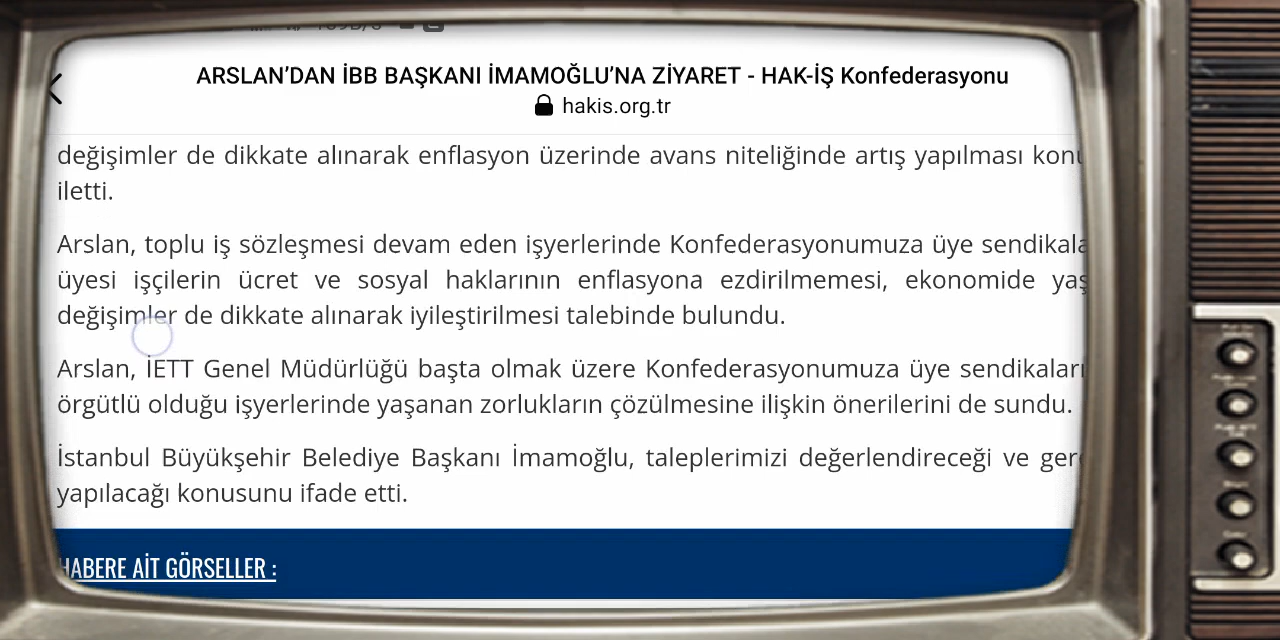 ARSLAN’DAN İBB BAŞKANI İMAMOĞLU’NA ZİYARET - HAK-İŞ Konfederasyonu
hakis.org.tr
değişimler de dikkate alınarak enflasyon üzerinde avans niteliğinde artış yapılması
iletti.
Arslan, toplu iş sözleşmesi devam eden işyerlerinde Konfederasyonumuza üye
üyesi işçilerin ücret ve sosyal haklarının enflasyona ezdirilmemesi, ekonomide
değişimler de dikkate alınarak iyileştirilmesi talebinde bulundu.
Arslan, İETT Genel Müdürlüğü başta olmak üzere Konfederasyonumuza üye
örgütlü olduğu işyerlerinde yaşanan zorlukların çözülmesine ilişkin önerilerini de sundu.
İstanbul Büyükşehir Belediye Başkanı İmamoğlu, taleplerimizi değerlendireceği ve
yapılacağı konusunu ifade etti.
HABERE AİT GÖRSELLER :